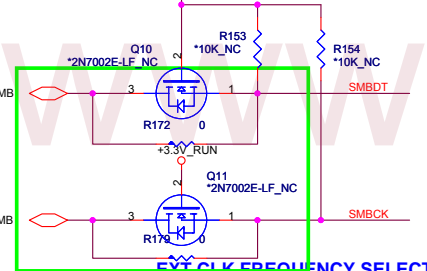 R153
*10K_NC
R154
*10K_NC
Q10
*2N7002E-LF_NC
2
MB
3
1
SMBDT
R172
0
+3.3V_RUN
Q11
*2N7002E-LF_NC
2
MB
3
1
SMBCK
R179
0
EXT CLK FREQUENCY SELECT
WWW